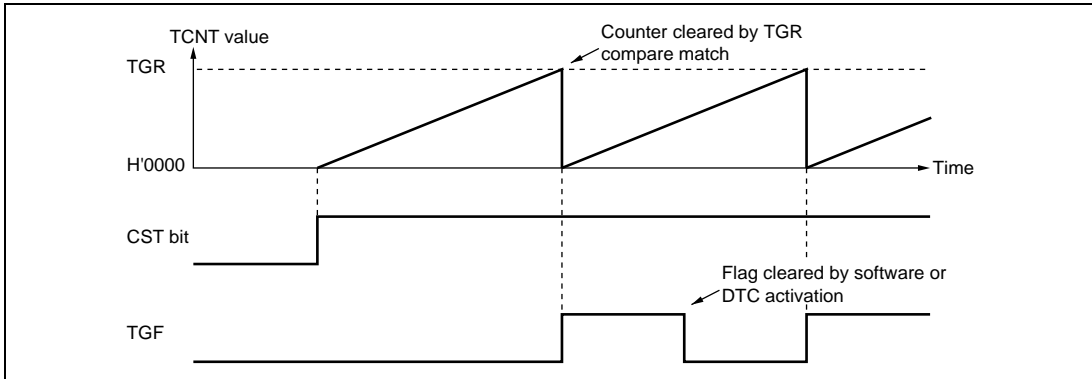 TCNT value
Counter cleared by TGR
compare match
TGR
H'0000
Time
CST bit
Flag cleared by software or
DTC activation
TGF